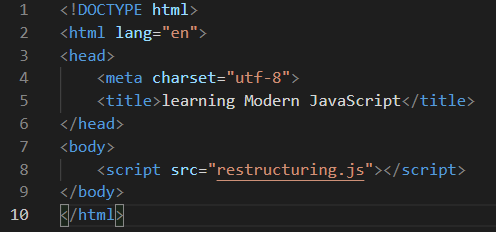 1 <!DOCTYPE html>
2 <html lang="en">
3 <head>
4 <meta charset="utf-8">
5 <title>learning Modern JavaScript</title>
6 </head>
7 <body>
8 <script src="restructuring.js"></script>
9 </body>
10 </html>